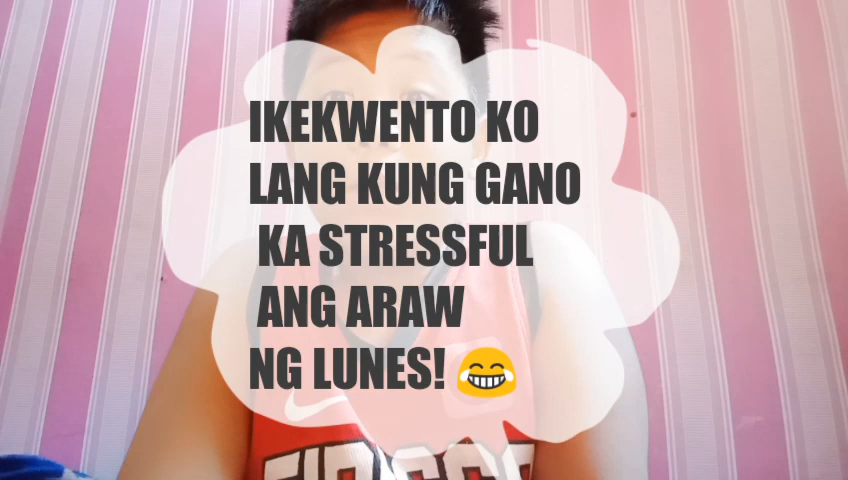 IKEKWENTO KO
LANG KUNG GANO
KA STRESSFUL
ANG ARAW
NG LUNES! 😂